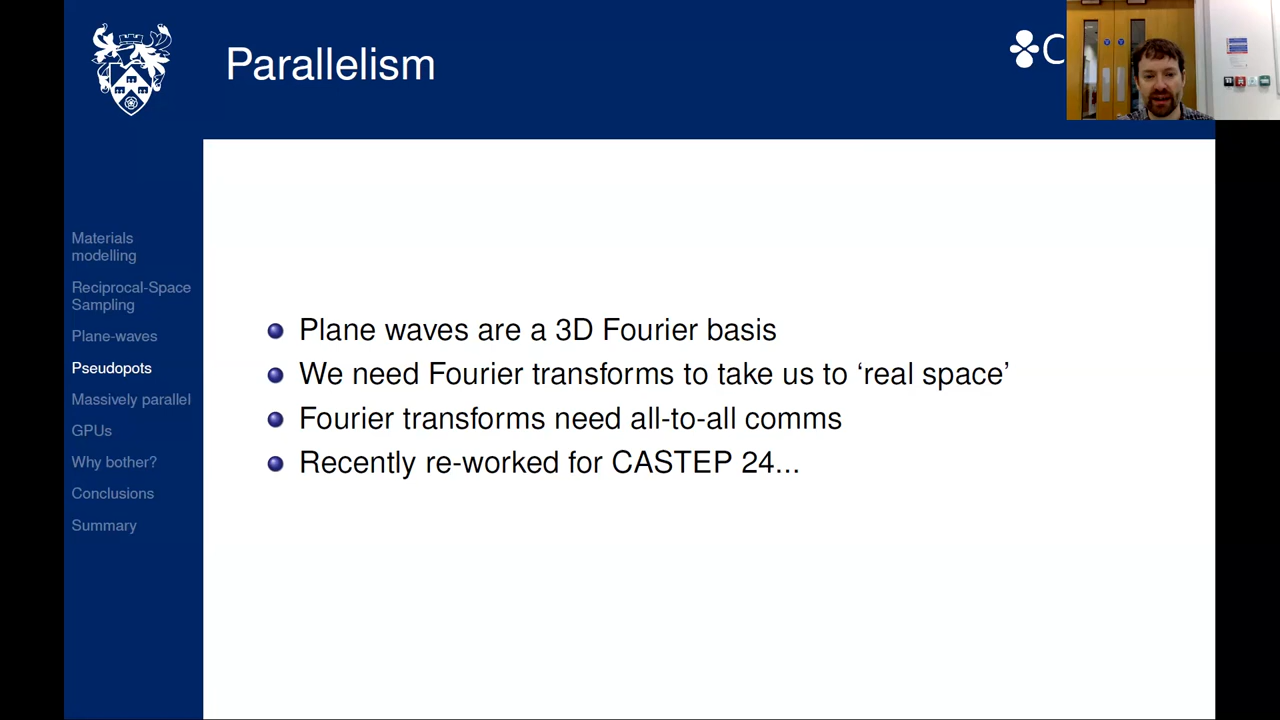 Parallelism
C
Materials
modelling
Reciprocal-Space
Sampling
Plane-waves
Pseudopots
Massively parallel
GPUs
Why bother?
Conclusions
Summary
Plane waves are a 3D Fourier basis
We need Fourier transforms to take us to ‘real space’
Fourier transforms need all-to-all comms
Recently re-worked for CASTEP 24...